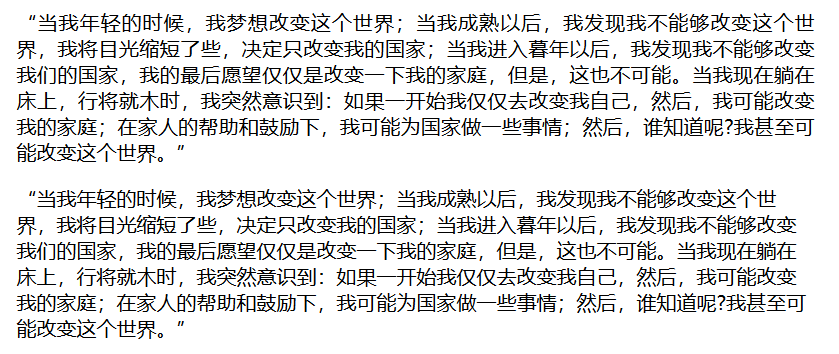 “当我年轻的时候，我梦想改变这个世界；当我成熟以后，我发现我不能够改变这个世
界，我将目光缩短了些，决定只改变我的国家；当我进入暮年以后，我发现我不能够改变
我们的国家，我的最后愿望仅仅是改变一下我的家庭，但是，这也不可能。当我现在躺在
床上，行将就木时，我突然意识到：如果一开始我仅仅去改变我自己，然后，我可能改变
我的家庭；在家人的帮助和鼓励下，我可能为国家做一些事情；然后，谁知道呢?我甚至可
能改变这个世界。”
“当我年轻的时候，我梦想改变这个世界；当我成熟以后，我发现我不能够改变这个世
界，我将目光缩短了些，决定只改变我的国家；当我进入暮年以后，我发现我不能够改变
我们的国家，我的最后愿望仅仅是改变一下我的家庭，但是，这也不可能。当我现在躺在
床上，行将就木时，我突然意识到：如果一开始我仅仅去改变我自己，然后，我可能改变
我的家庭；在家人的帮助和鼓励下，我可能为国家做一些事情；然后，谁知道呢?我甚至可
能改变这个世界。”